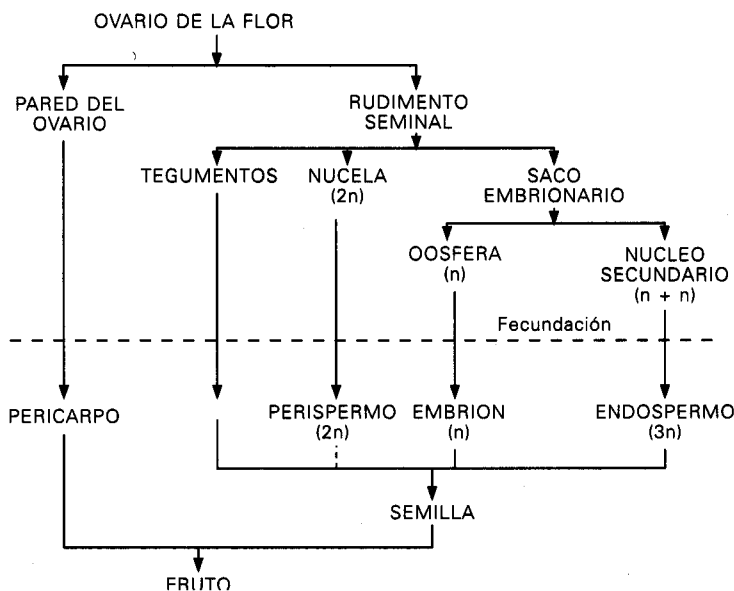 OVARIO DE LA FLOR
PARED DEL
OVARIO
RUDIMENTO
SEMINAL
TEGUMENTOS
NUCELA
(2n)
SACO
EMBRIONARIO
OOSFERA
(n)
NUCLEO
SECUNDARIO
(n + n)
Fecundación
PERICARPO
PERISPERMO
(2n)
EMBRION
(n)
ENDOSPERMO
(3n)
SEMILLA
FRUTO